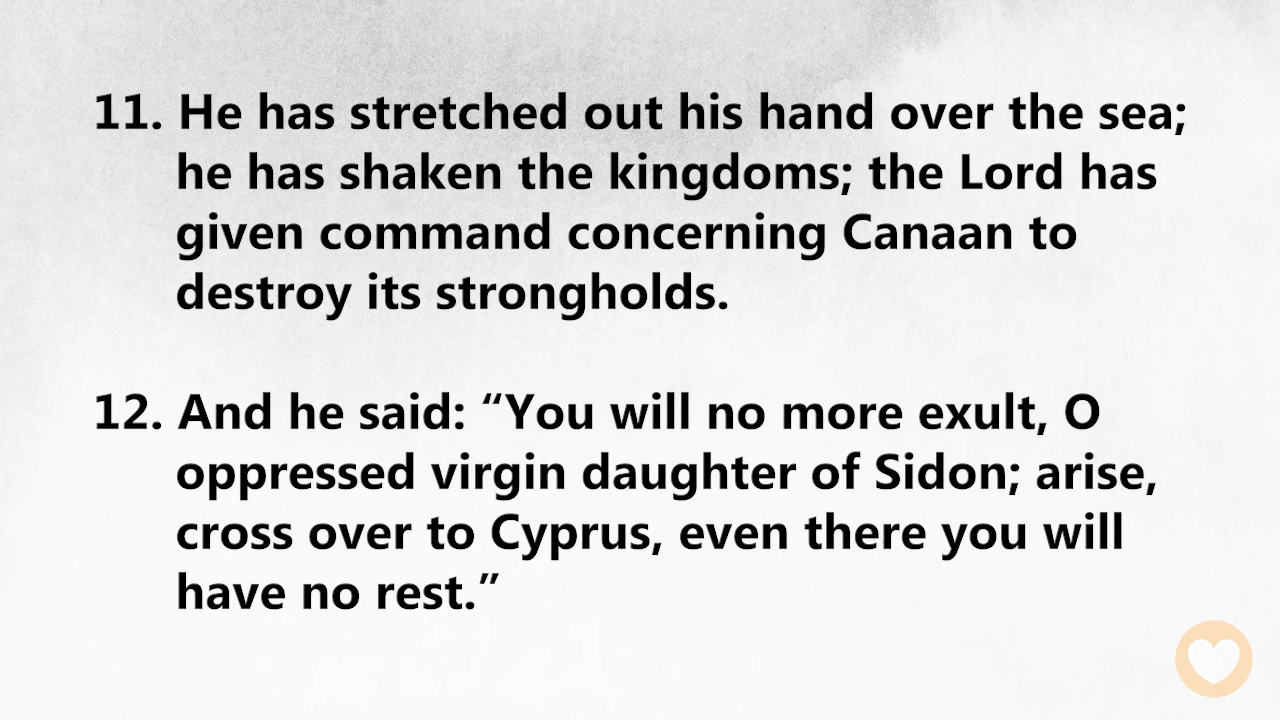 11. He has stretched out his hand over the sea;
he has shaken the kingdoms; the Lord has
given command concerning Canaan to
destroy its strongholds.
12. And he said: “You will no more exult, O
oppressed virgin daughter of Sidon; arise,
cross over to Cyprus, even there you will
have no rest.”